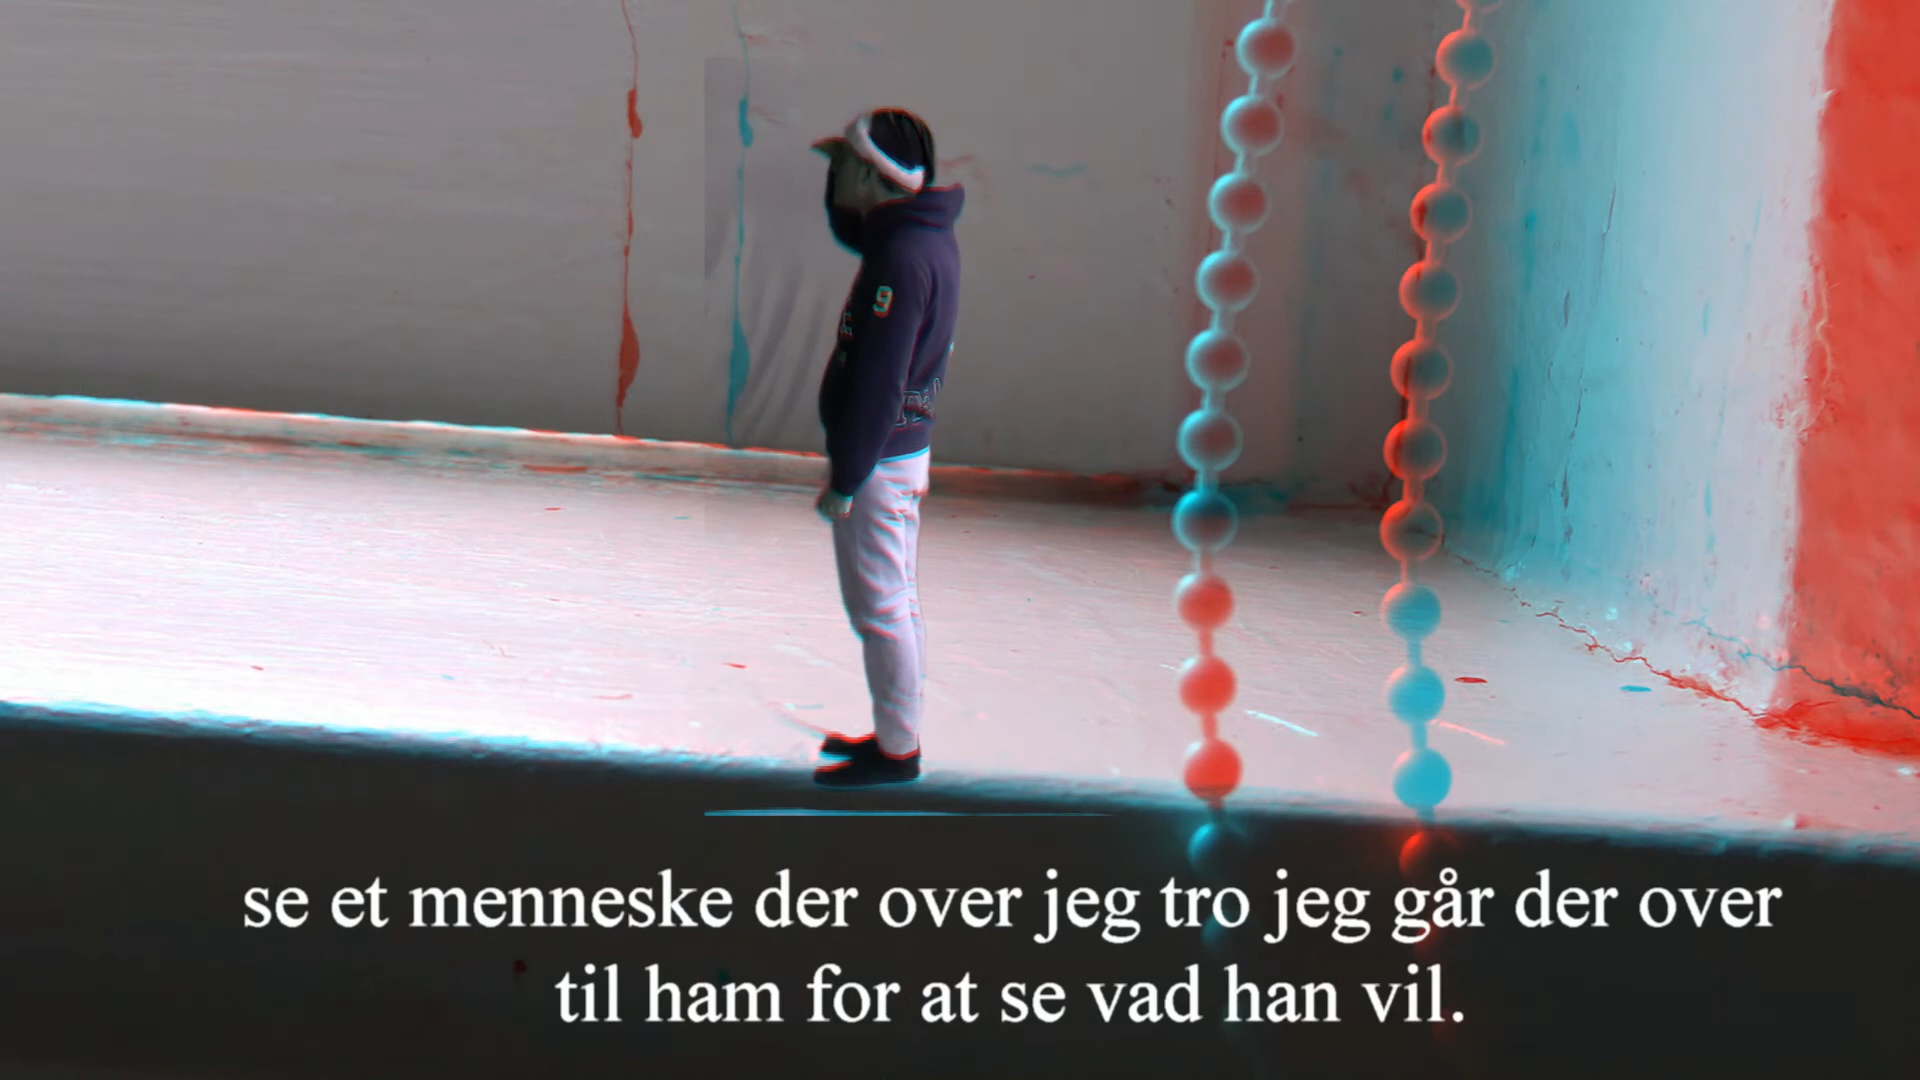 9
se et menneske der over jeg tro jeg går der over
til ham for at se vad han vil.